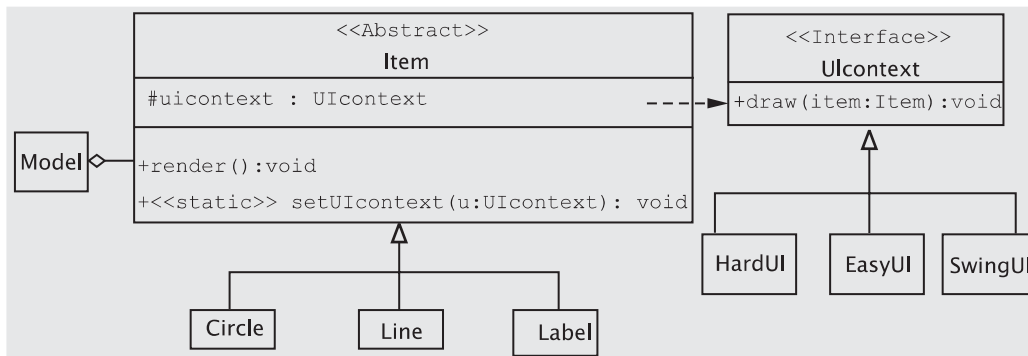 <<Abstract>>
Item
#uicontext : UIcontext
+render():void
+<<static>> setUIcontext(u:UIcontext): void
<<Interface>>
UIcontext
+draw(item:Item):void
Model
HardUI
EasyUI
SwingUI
Circle
Line
Label